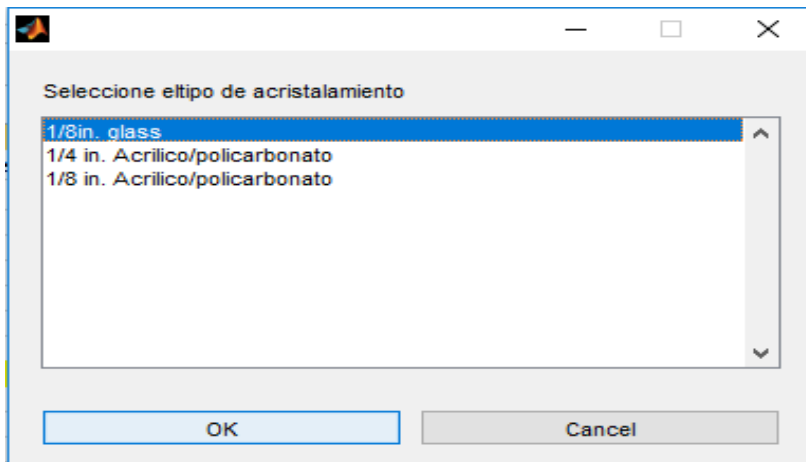 Seleccione eltipo de acristalamiento
1/8in. glass
1/4 in. Acrilico/policarbonato
1/8 in. Acrilico/policarbonato
OK
Cancel